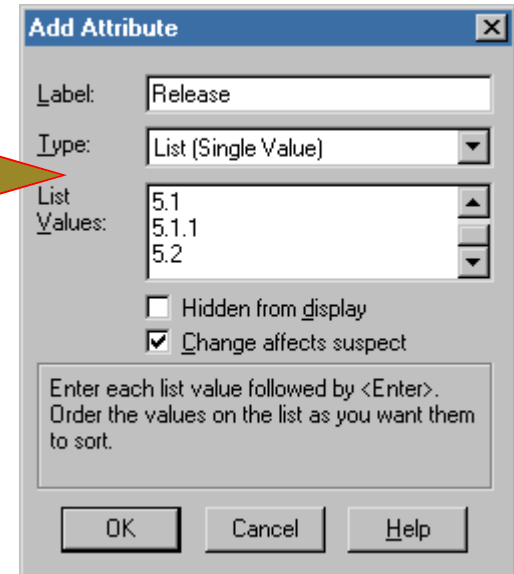 Add Attribute
Label: Release
Type: List (Single Value)
List Values:
5.1
5.1.1
5.2
Hidden from display
Change affects suspect
Enter each list value followed by <Enter>.
Order the values on the list as you want them
to sort.
OK Cancel Help